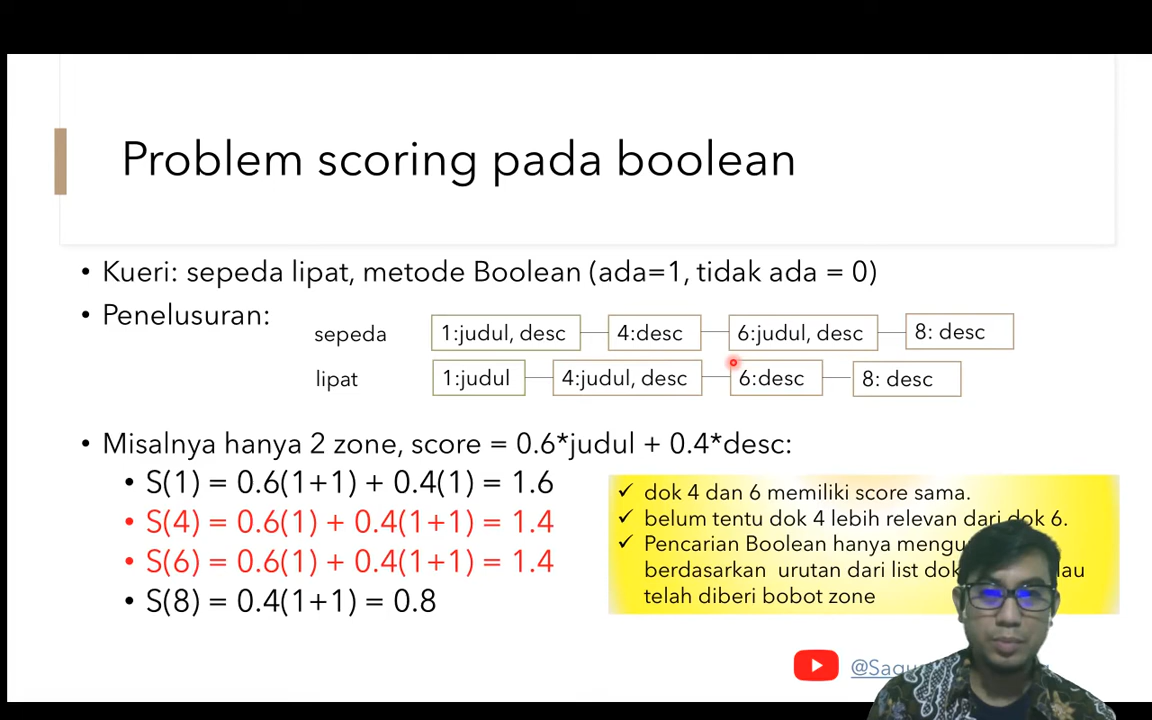 Problem scoring pada boolean
• Kueri: sepeda lipat, metode Boolean (ada=1, tidak ada = 0)
• Penelusuran:
sepeda 1:judul, desc 4:desc 6:judul, desc 8: desc
lipat 1:judul 4:judul, desc 6:desc 8: desc
• Misalnya hanya 2 zone, score = 0.6*judul + 0.4*desc:
• S(1) = 0.6(1+1) + 0.4(1) = 1.6
• S(4) = 0.6(1) + 0.4(1+1) = 1.4
• S(6) = 0.6(1) + 0.4(1+1) = 1.4
• S(8) = 0.4(1+1) = 0.8
✓ dok 4 dan 6 memiliki score sama.
✓ belum tentu dok 4 lebih relevan dari dok 6.
✓ Pencarian Boolean hanya
berdasarkan urutan dari list
telah diberi bobot zone